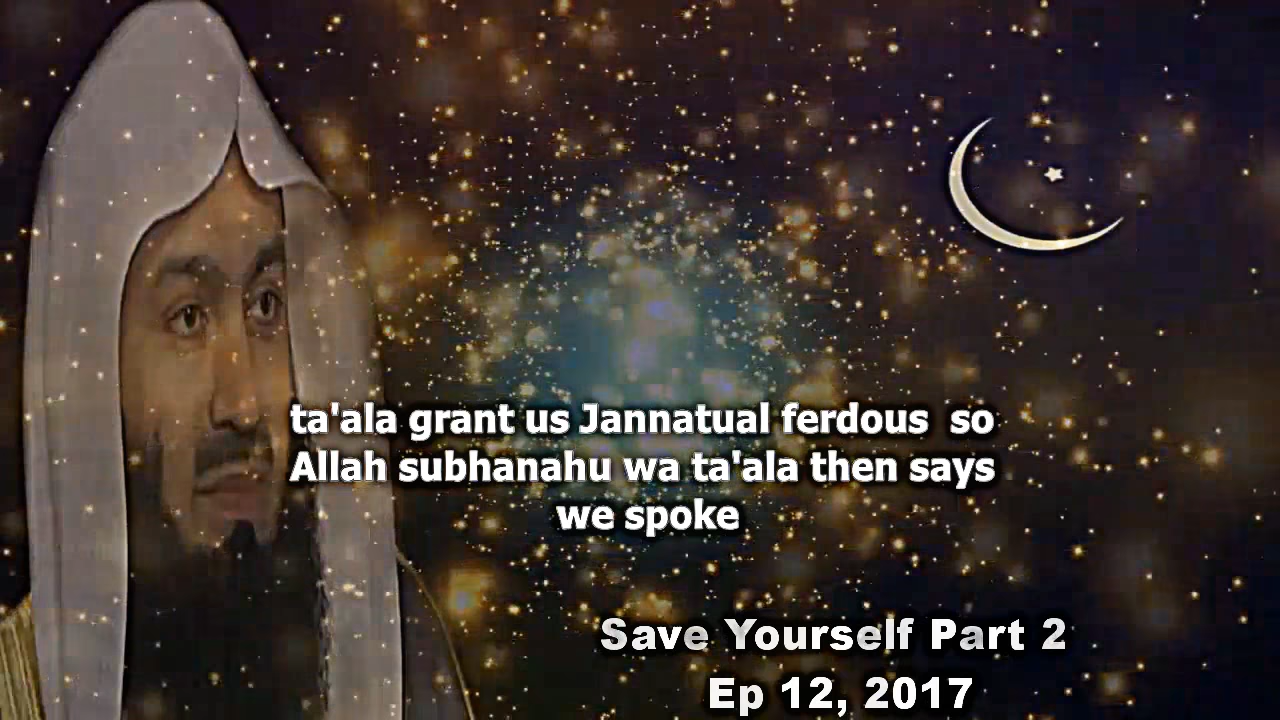 ta'ala grant us Jannatual ferdous  so
Allah subhanahu wa ta'ala then says
we spoke
Save Yourself Part 2
Ep 12, 2017